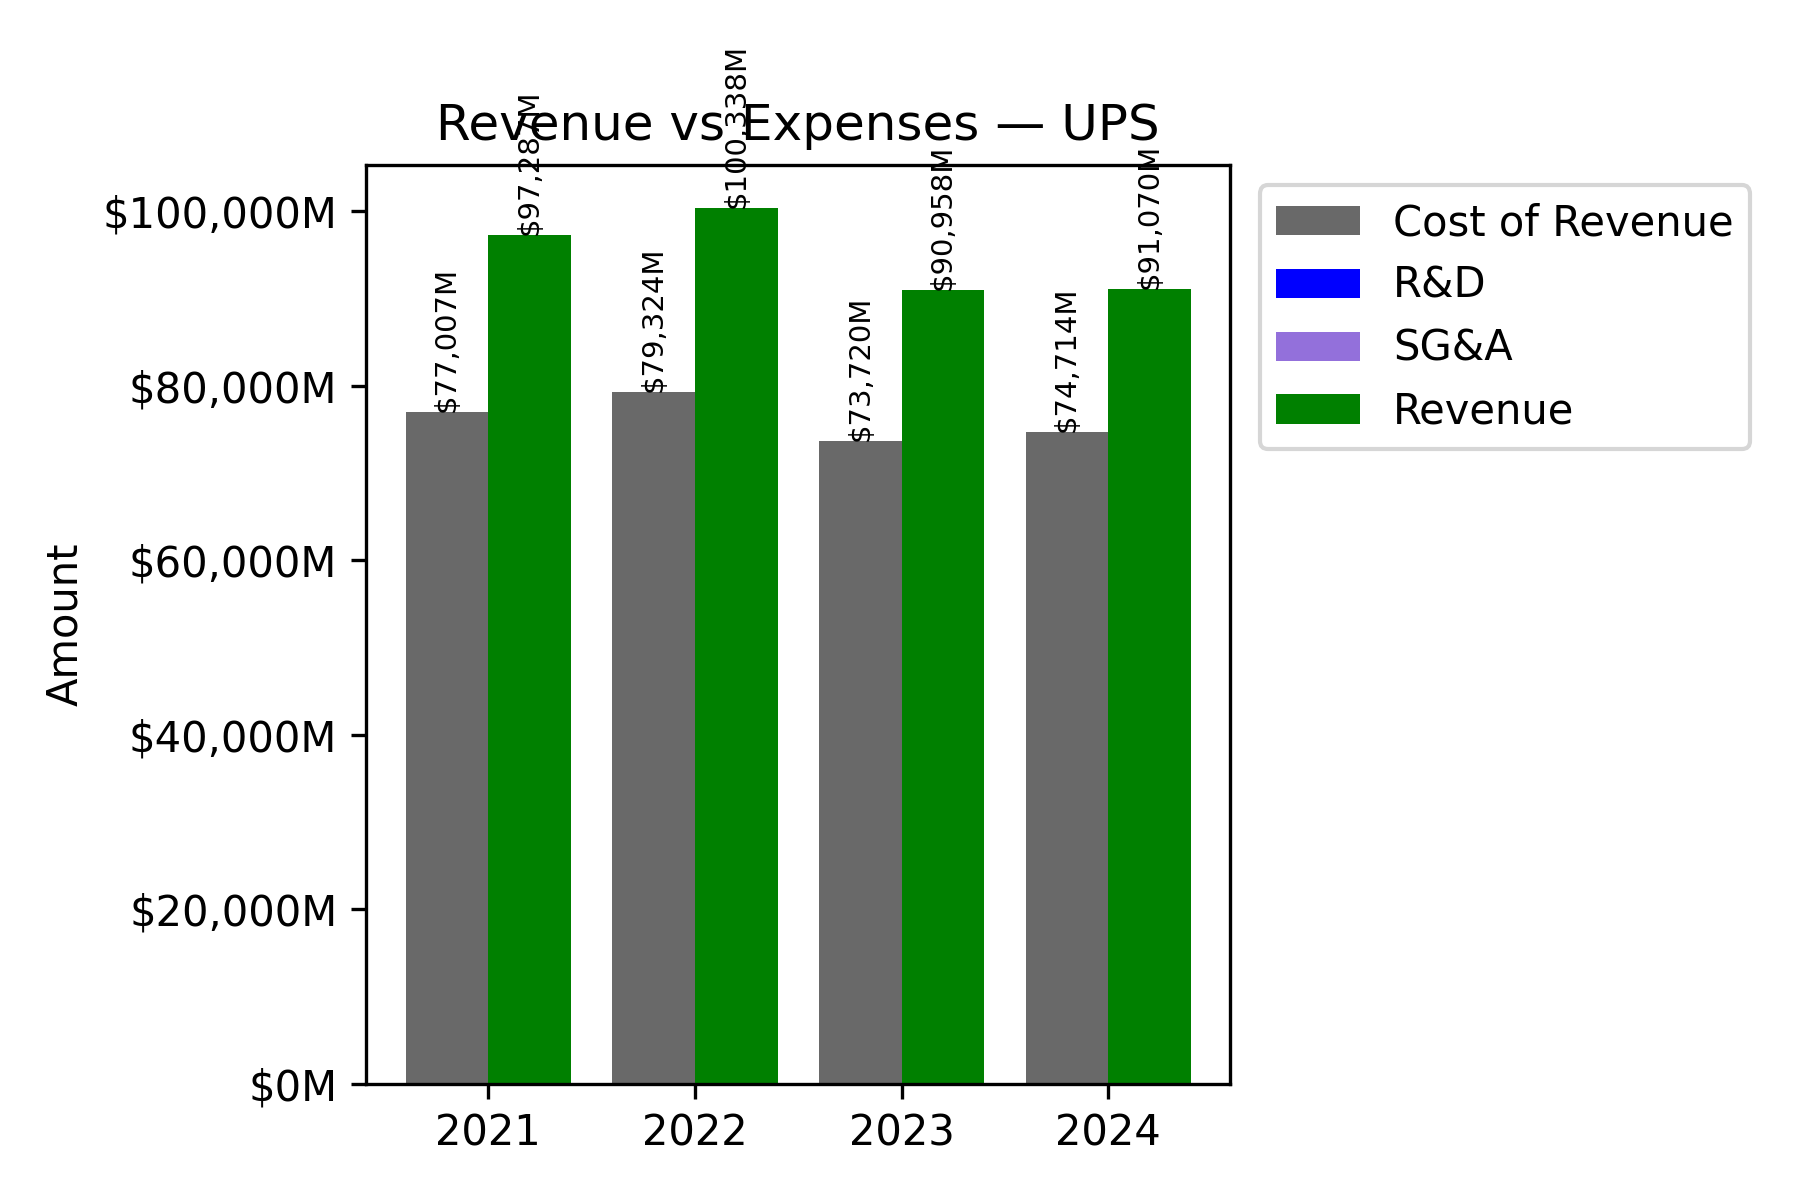 Revenue vs Expenses — UPS
Amount
$100,000M
$80,000M
$60,000M
$40,000M
$20,000M
$0M
$77,007M
$97,287M
$79,324M
$100,338M
$73,720M
$90,958M
$74,714M
$91,070M
2021
2022
2023
2024
Cost of Revenue
R&D
SG&A
Revenue